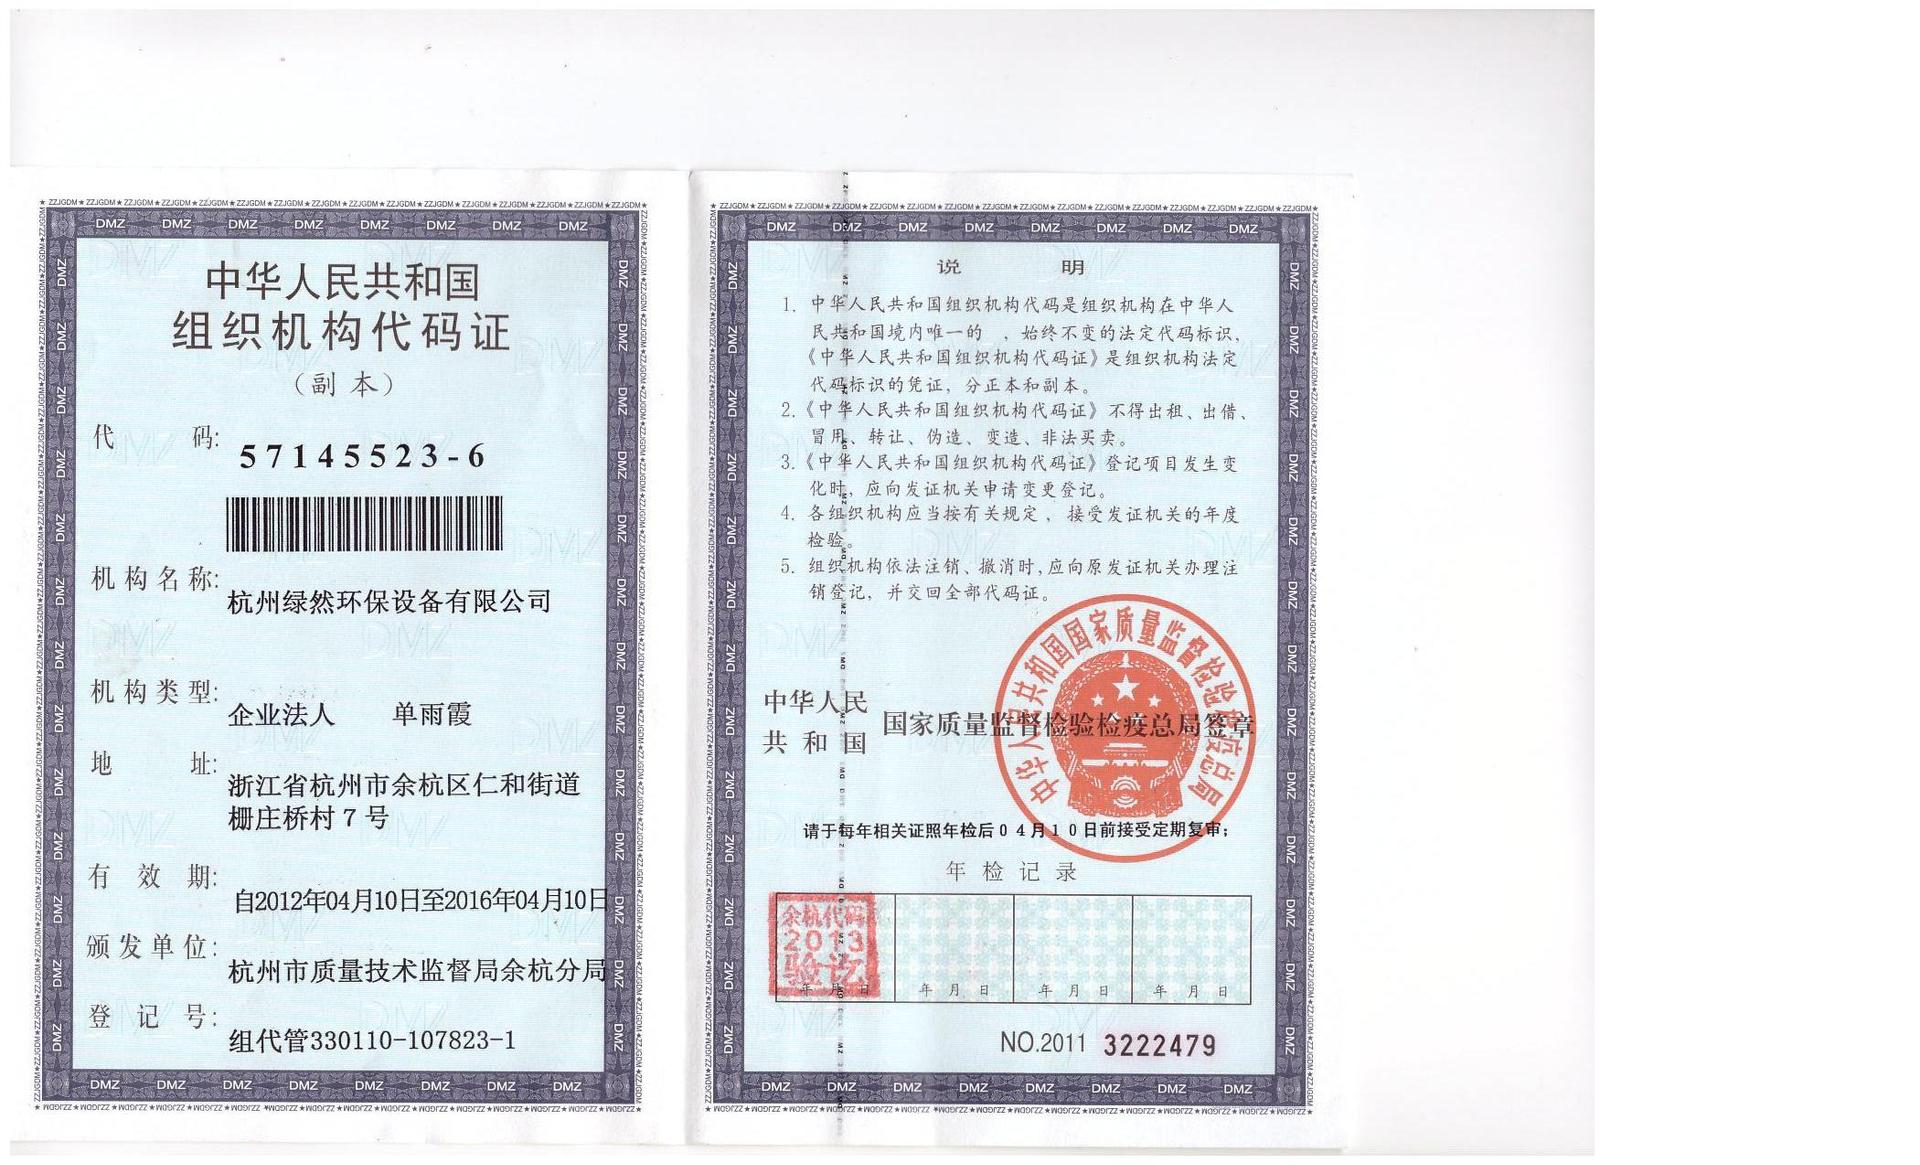 中华人民共和国
组织机构代码证
（副 本）
代 码: 57145523-6
机构名称: 杭州绿然环保设备有限公司
机构类型: 企业法人 单雨霞
地 址: 浙江省杭州市余杭区仁和街道
栅庄桥村７号
有 效 期: 自2012年04月10日至2016年04月10日
颁发单位: 杭州市质量技术监督局余杭分局
登 记 号: 组代管330110-107823-1
说 明
1. 中华人民共和国组织机构代码是组织机构在中华人
民共和国境内唯一的 、始终不变的法定代码标识，
《中华人民共和国组织机构代码证》是组织机构法定
代码标识的凭证，分正本和副本。
2.《中华人民共和国组织机构代码证》不得出租、出借、
冒用、转让、伪造、变造、非法买卖。
3.《中华人民共和国组织机构代码证》登记项目发生变
化时，应向发证机关申请变更登记。
4. 各组织机构应当按有关规定，接受发证机关的年度
检验。
5. 组织机构依法注销、撤消时，应向原发证机关办理注
销登记，并交回全部代码证。
中华人民共和国国家质量监督检验检疫总局
中华人民
共和国 国家质量监督检验检疫总局签章
请于每年相关证照年检后０４月１０日前接受定期复审；
年 检 记 录
余杭代码
2013
验讫
年 月 日 年 月 日 年 月 日 年 月 日
NO.2011 3222479